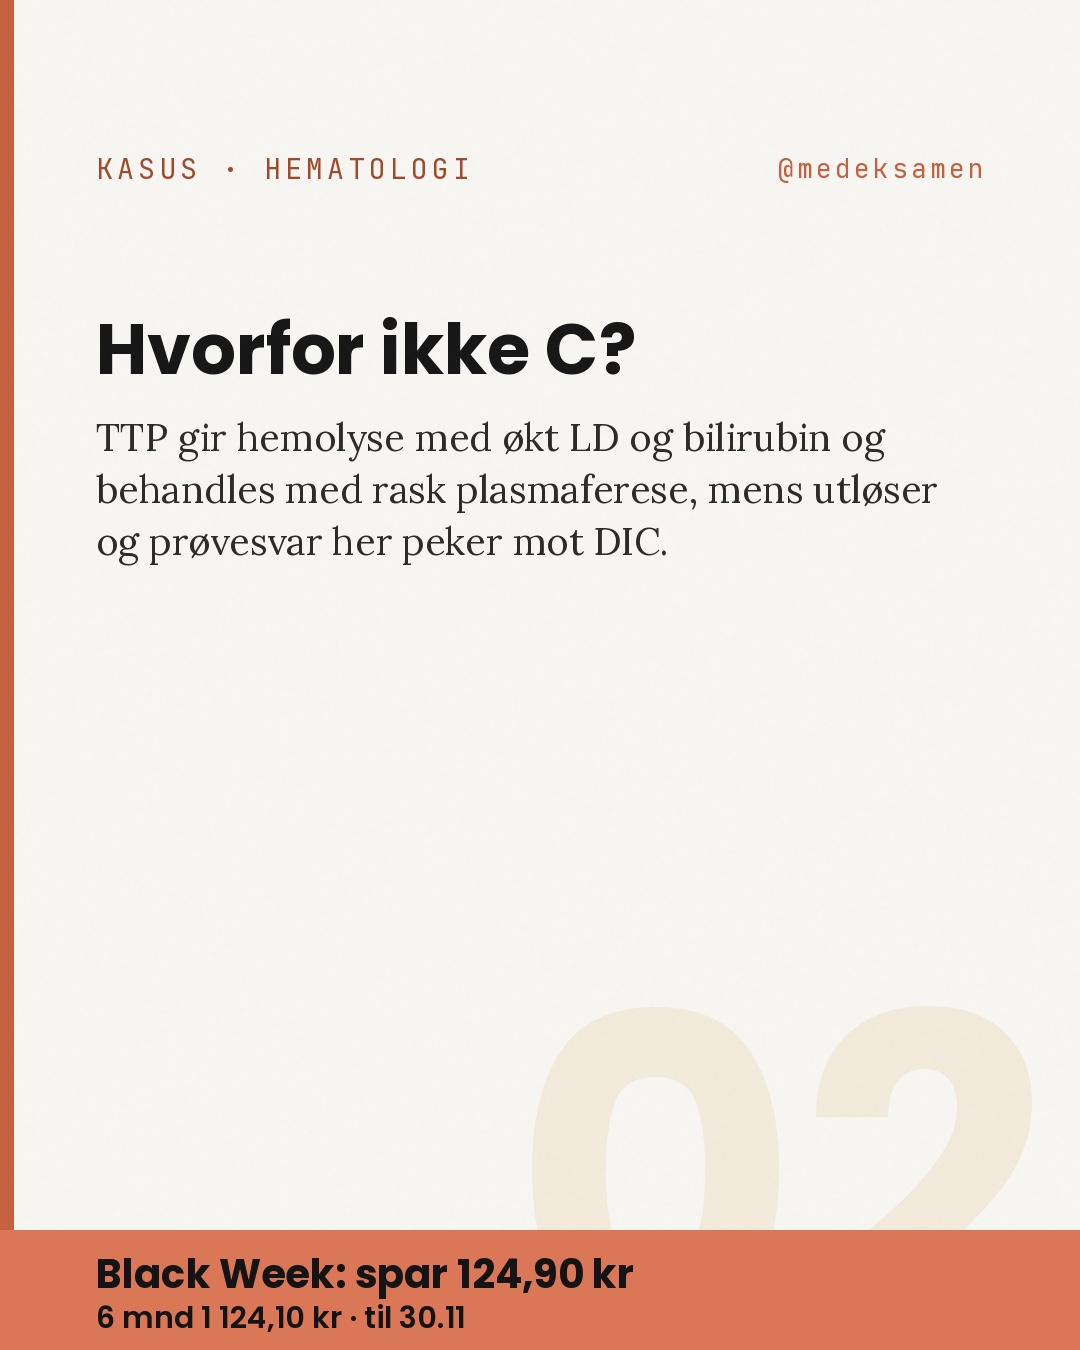 KASUS · HEMATOLOGI
@medeksamen
Hvorfor ikke C?
TTP gir hemolyse med økt LD og bilirubin og
behandles med rask plasmaferese, mens utløser
og prøvesvar her peker mot DIC.
02
Black Week: spar 124,90 kr
6 mnd 1 124,10 kr · til 30.11